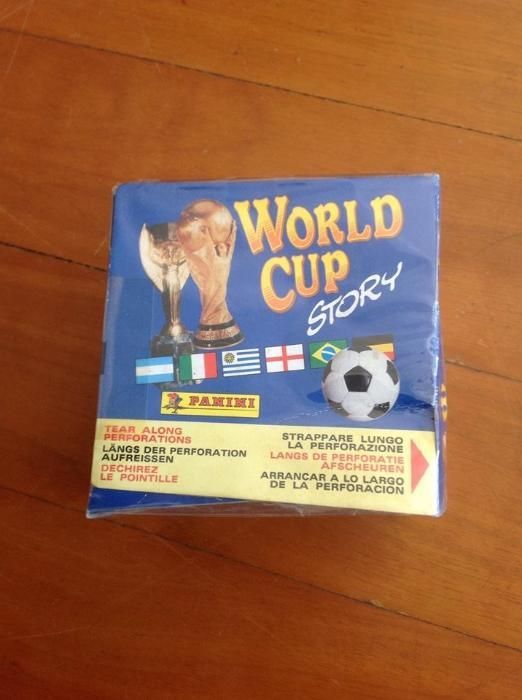 WORLD
CUP
STORY
PANINI
TEAR ALONG
PERFORATIONS
LÄNGS DER PERFORATION
AUFREISSEN
DECHIREZ
LE POINTILLE
STRAPPARE LUNGO
LA PERFORAZIONE
LANGS DE PERFORATIE
AFSCHEUREN
ARRANCAR A LO LARGO
DE LA PERFORACION